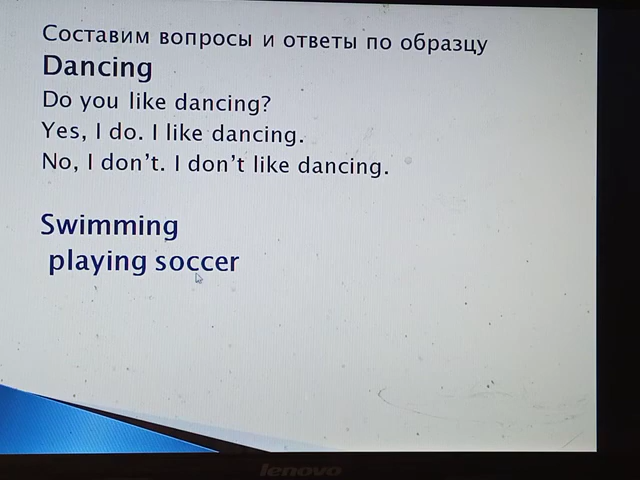 Составим вопросы и ответы по образцу
Dancing
Do you like dancing?
Yes, I do. I like dancing.
No, I don't. I don't like dancing.
Swimming
playing soccer
lenovo